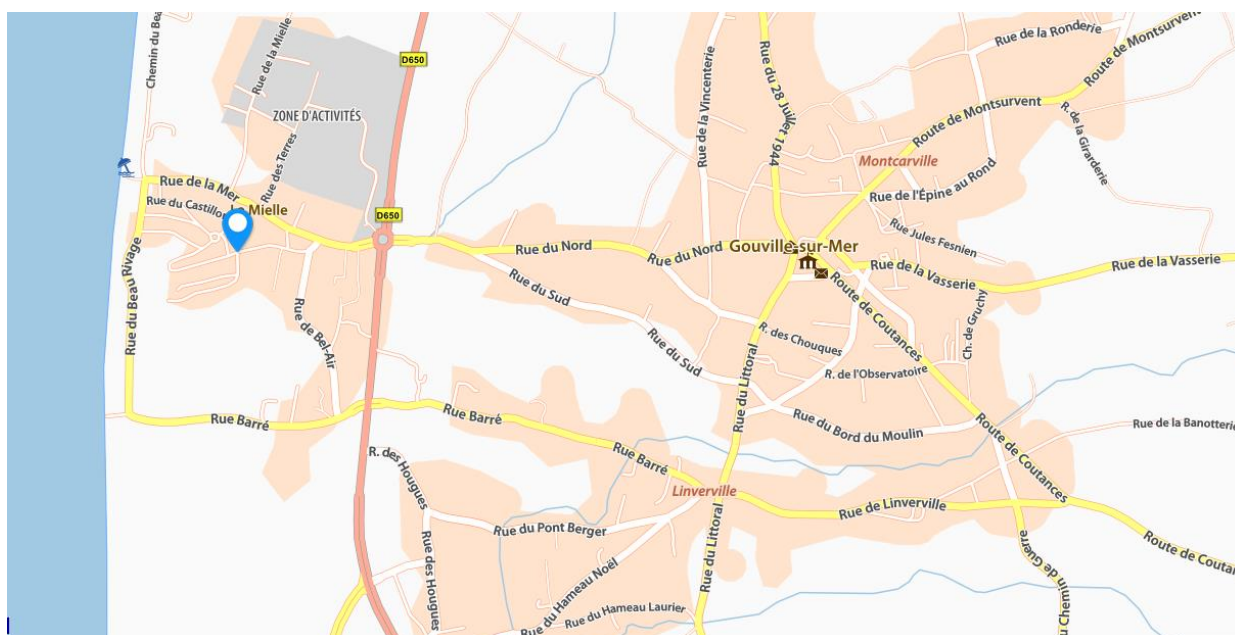 Chemin du Beau
Rue de la Mielle
D650
ZONE D'ACTIVITÉS
Rue des Terres
Rue de la Mer
Rue du Castillon
Mielle
D650
Rue du Beau Rivage
Rue de Bel-Air
Rue Barré
Rue du Nord
Rue du Nord
Rue du Sud
Rue du Sud
Rue de la Vincenterie
Rue du 28 Juillet 1944
Rue de la Ronderie
Route de Montsurvent
Route de Montsurvent
R. de la Girarderie
Montcarville
Rue de l'Épine au Rond
Rue Jules Fesnien
Gouville-sur-Mer
Rue de la Vasserie
Rue de la Vasserie
Route de Coutances
Ch. de Gruchy
R. des Chouques
R. de l'Observatoire
Rue du Littoral
Rue du Bord du Moulin
Rue Barré
Rue Barré
Route de Coutances
Rue de la Banotterie
R. des Hougues
Linverville
Rue de Linverville
Rue du Pont Berger
Rue du Littoral
Rue des Hougues
Rue du Hameau Noël
Rue du Hameau Laurier
u Chemin de Guerre
Route de Coutan